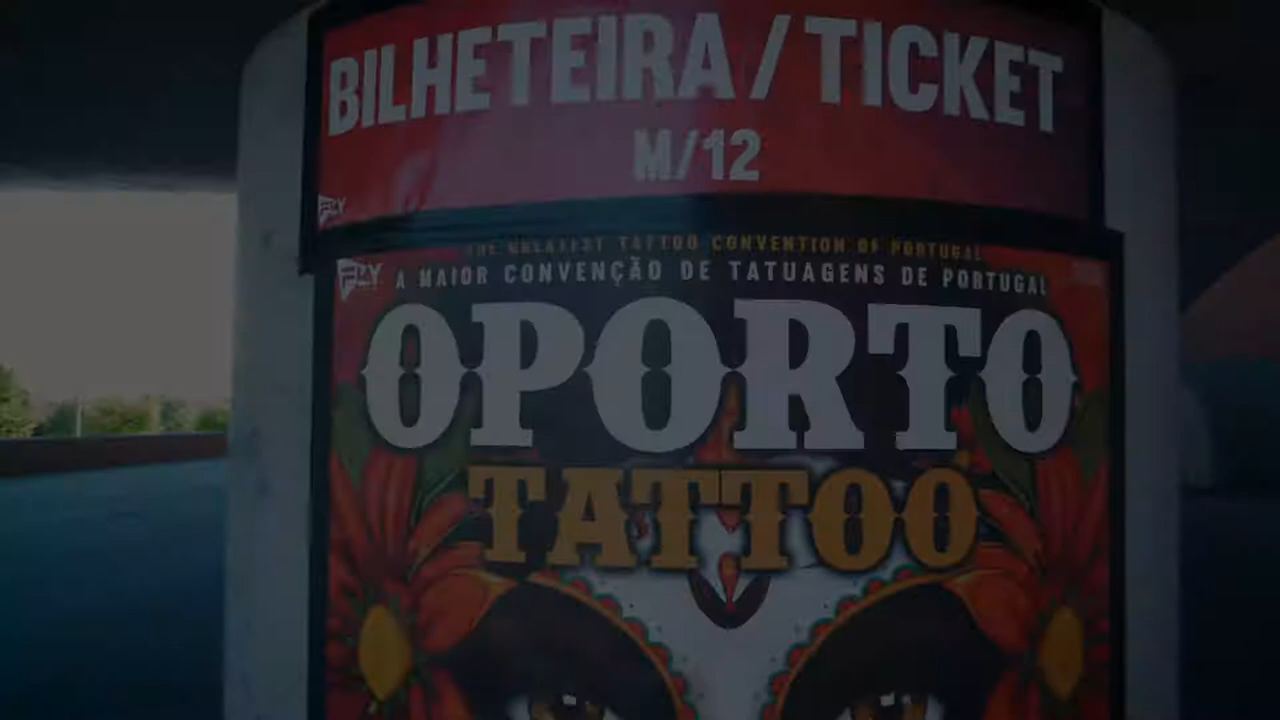 BILHETEIRA / TICKET
M/12
THE GREATEST TATTOO CONVENTION OF PORTUGAL
A MAIOR CONVENÇÃO DE TATUAGENS DE PORTUGAL
OPORTO
TATTOO